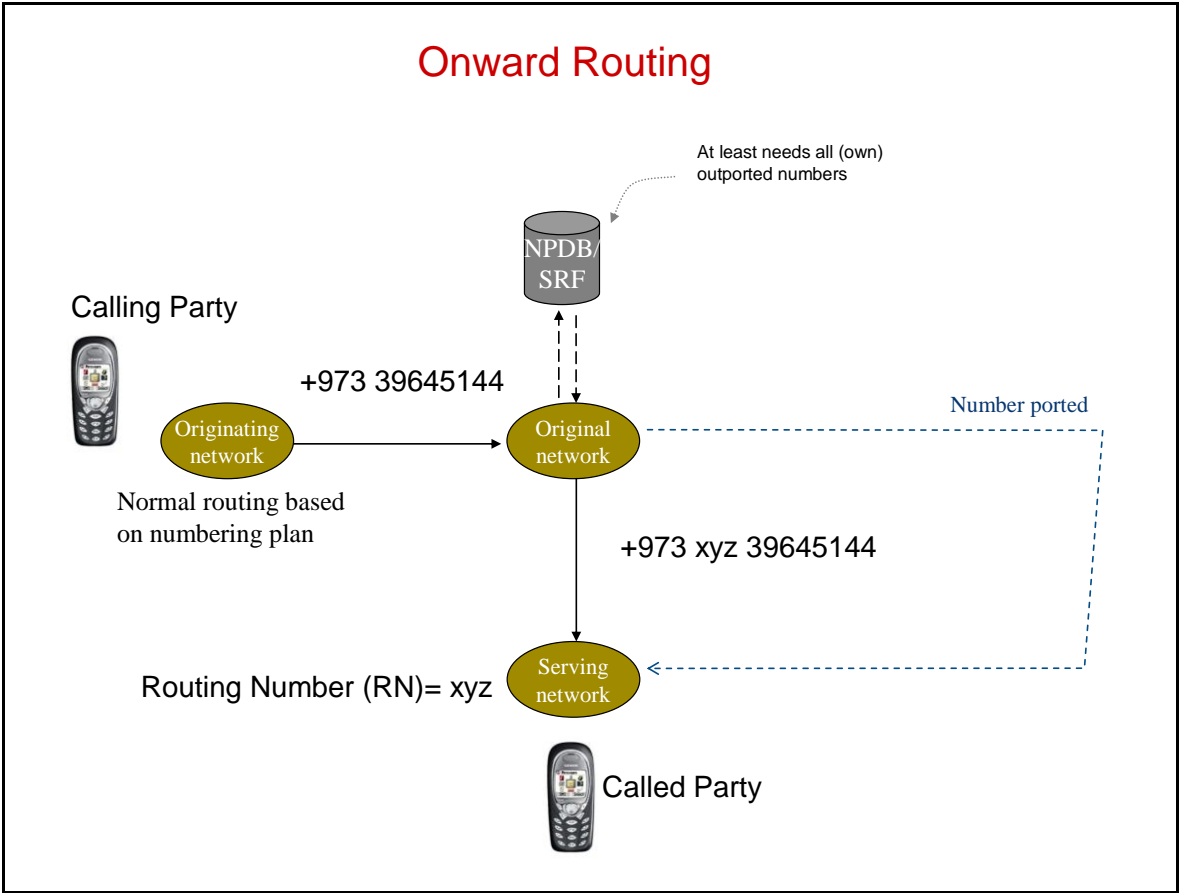 Onward Routing
At least needs all (own)
outported numbers
NPDB/
SRF
Calling Party
+973 39645144
Number ported
Originating
network
Original
network
Normal routing based
on numbering plan
+973 xyz 39645144
Serving
network
Routing Number (RN)= xyz
Called Party